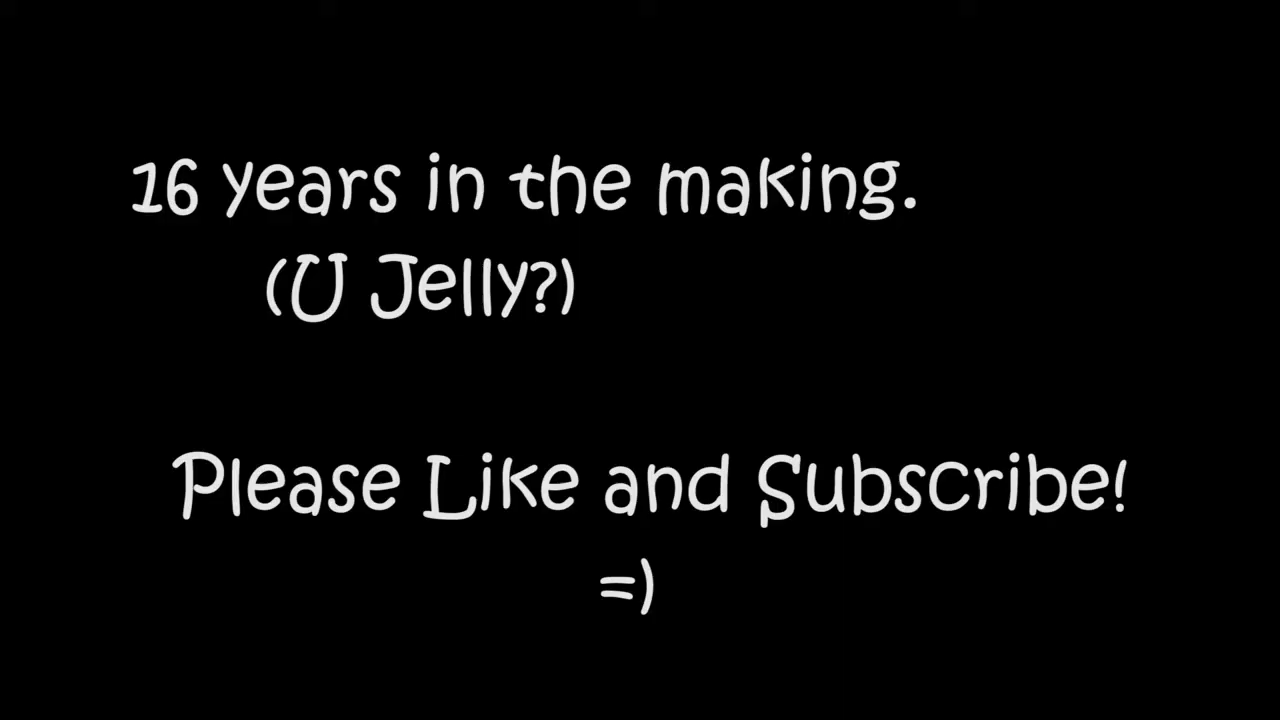 16 years in the making.
(U Jelly?)
Please Like and Subscribe!
=)